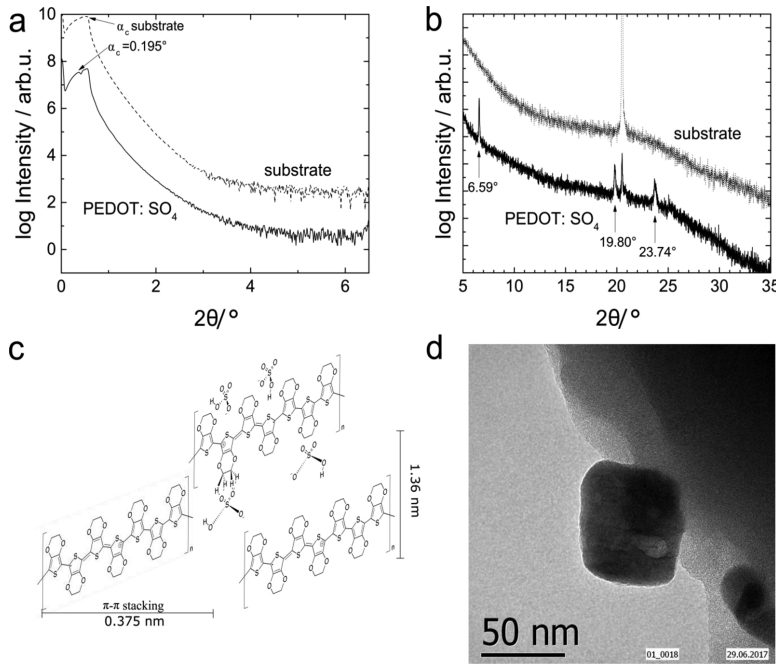 a
10
8
6
4
2
0
log Intensity / arb.u.
α_c substrate
α_c =0.195°
substrate
PEDOT: SO₄
0 2 4 6
2θ/°
b
log Intensity / arb.u.
substrate
6.59°
PEDOT: SO₄
19.80°
23.74°
5 10 15 20 25 30 35
2θ/°
c
1.36 nm
π-π stacking
0.375 nm
d
50 nm
01_0018
29.06.2017